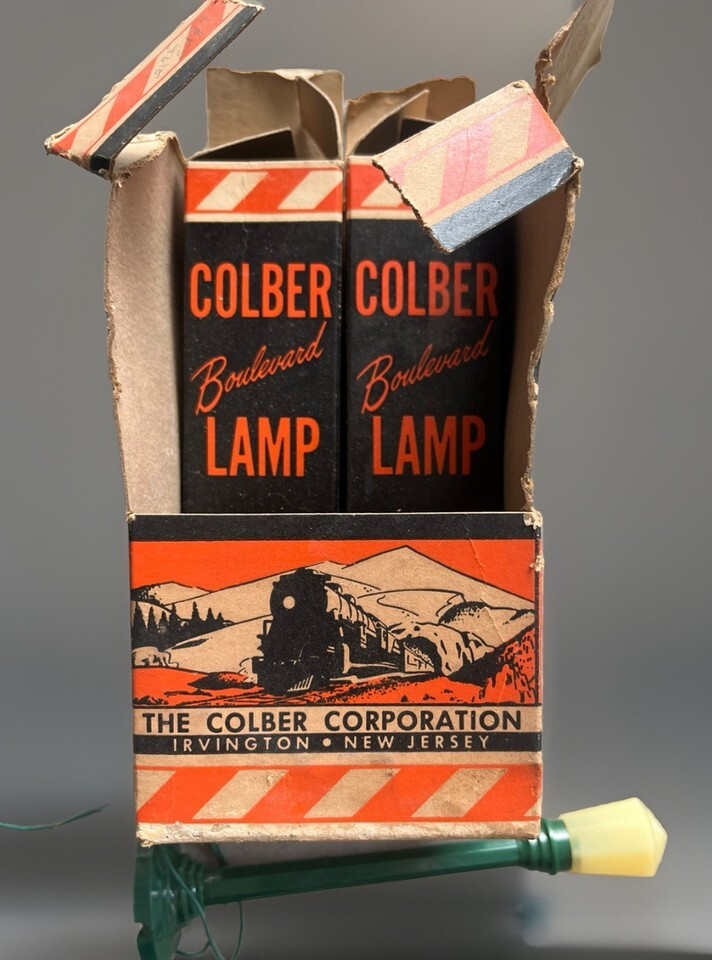 COLBER
Boulevard
LAMP
COLBER
Boulevard
LAMP
THE COLBER CORPORATION
IRVINGTON • NEW JERSEY